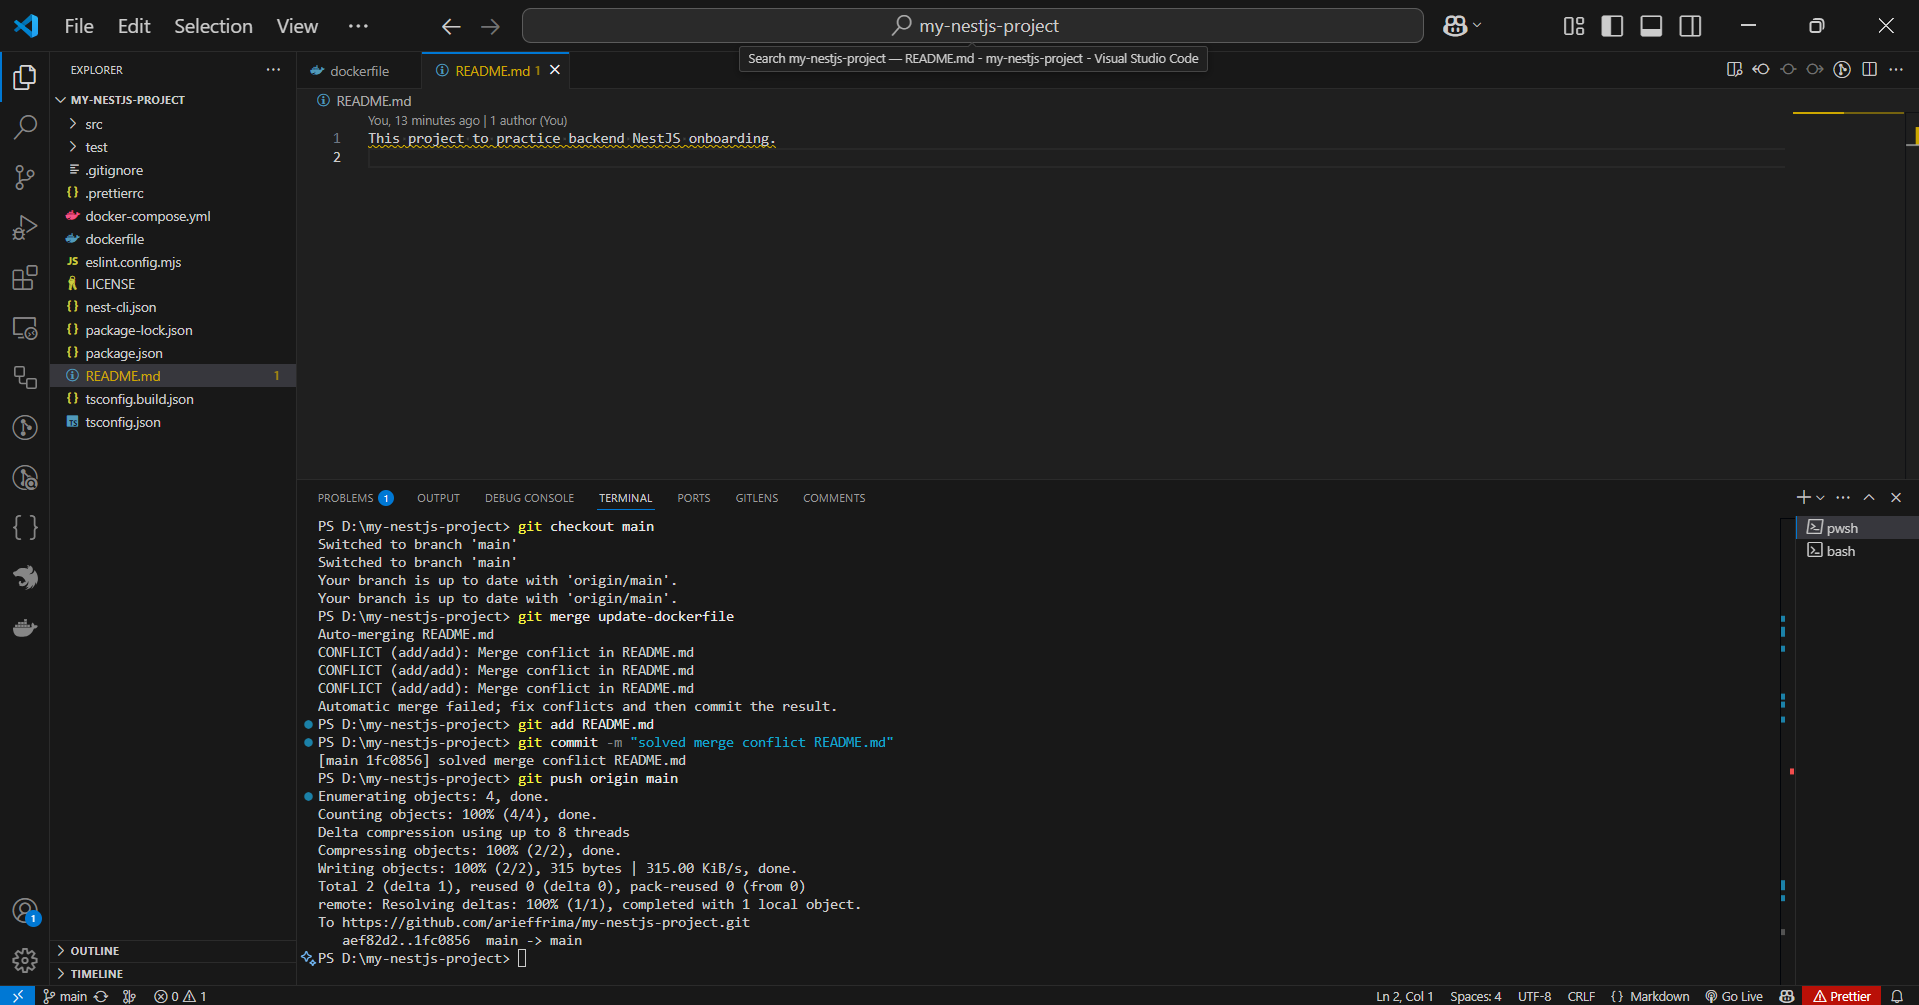 File Edit Selection View ···
my-nestjs-project
Search my-nestjs-project — README.md - my-nestjs-project - Visual Studio Code
EXPLORER
MY-NESTJS-PROJECT
src
test
.gitignore
.prettierrc
docker-compose.yml
dockerfile
eslint.config.mjs
LICENSE
nest-cli.json
package-lock.json
package.json
README.md 1
tsconfig.build.json
tsconfig.json
OUTLINE
TIMELINE
dockerfile
README.md 1
README.md
You, 13 minutes ago | 1 author (You)
1 This project to practice backend NestJS onboarding.
2
PROBLEMS 1 OUTPUT DEBUG CONSOLE TERMINAL PORTS GITLENS COMMENTS
PS D:\my-nestjs-project> git checkout main
Switched to branch 'main'
Switched to branch 'main'
Your branch is up to date with 'origin/main'.
Your branch is up to date with 'origin/main'.
PS D:\my-nestjs-project> git merge update-dockerfile
Auto-merging README.md
CONFLICT (add/add): Merge conflict in README.md
CONFLICT (add/add): Merge conflict in README.md
CONFLICT (add/add): Merge conflict in README.md
Automatic merge failed; fix conflicts and then commit the result.
PS D:\my-nestjs-project> git add README.md
PS D:\my-nestjs-project> git commit -m "solved merge conflict README.md"
[main 1fc0856] solved merge conflict README.md
PS D:\my-nestjs-project> git push origin main
Enumerating objects: 4, done.
Counting objects: 100% (4/4), done.
Delta compression using up to 8 threads
Compressing objects: 100% (2/2), done.
Writing objects: 100% (2/2), 315 bytes | 315.00 KiB/s, done.
Total 2 (delta 1), reused 0 (delta 0), pack-reused 0 (from 0)
remote: Resolving deltas: 100% (1/1), completed with 1 local object.
To https://github.com/arieffrima/my-nestjs-project.git
aef82d2..1fc0856 main -> main
PS D:\my-nestjs-project>
pwsh
bash
1
main 0 1
Ln 2, Col 1 Spaces: 4 UTF-8 CRLF {} Markdown Go Live Prettier